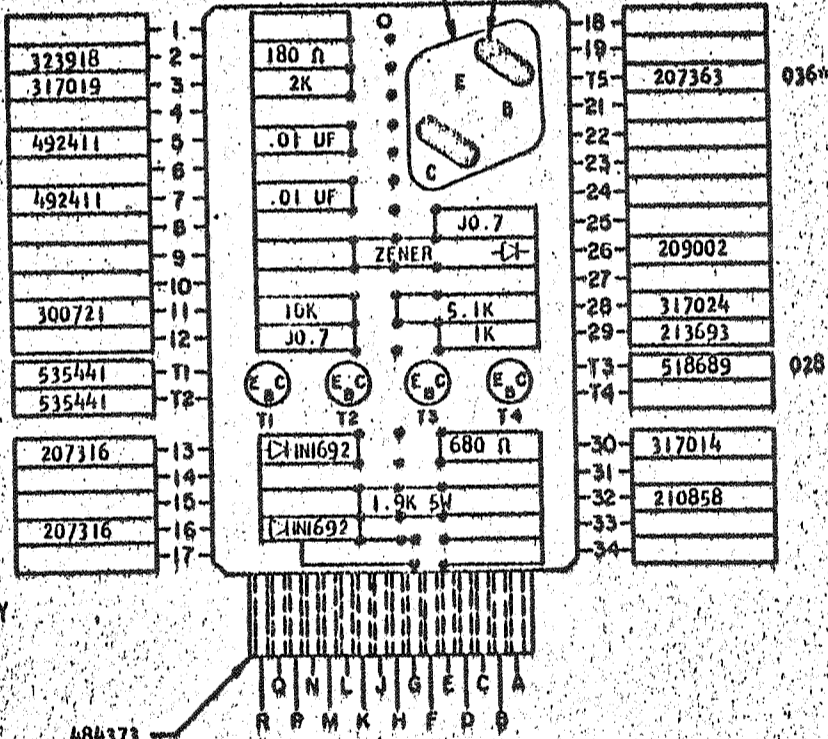 1 18
323918 2 180 Ω 19
317019 3 2K E T5 207363 036*
4 B 21
492411 5 .01 UF 22
6 C 23
492411 7 .01 UF 24
8 J0.7 25
9 ZENER 26 209002
10 27
300721 11 10K 5.1K 28 317024
12 J0.7 1K 29 213693
535441 T1 E B C E B C E B C E B C T3 518689 028
535441 T2 T1 T2 T3 T4 T4
207316 13 IN1692 680 Ω 30 317014
14 31
15 1.9K 5W 32 210858
207316 16 IN1692 33
17 34
Y
Q N L J G E C A
R P M K H F D B
484373